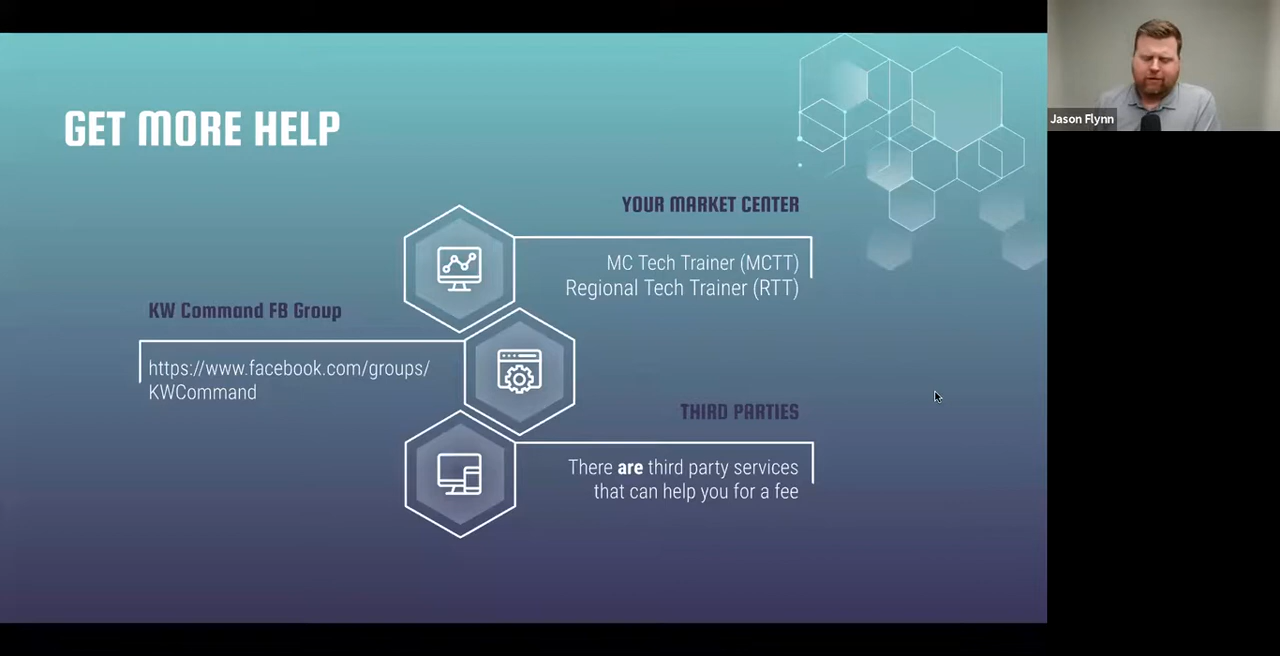 GET MORE HELP
Jason Flynn
YOUR MARKET CENTER
MC Tech Trainer (MCTT)
Regional Tech Trainer (RTT)
KW Command FB Group
https://www.facebook.com/groups/
KWCommand
THIRD PARTIES
There are third party services
that can help you for a fee